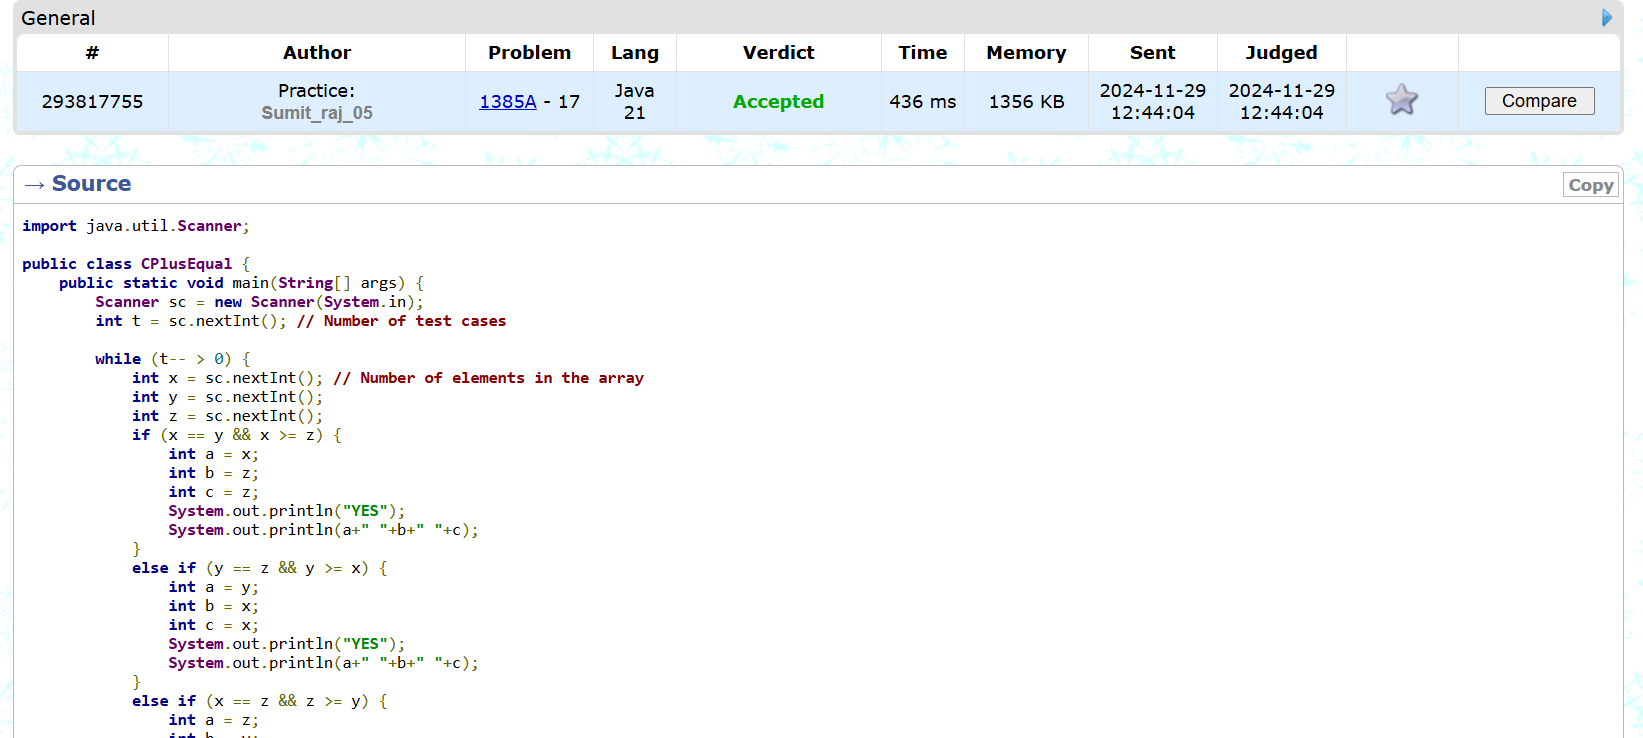 General
# Author Problem Lang Verdict Time Memory Sent Judged
293817755 Practice: Sumit_raj_05 1385A - 17 Java 21 Accepted 436 ms 1356 KB 2024-11-29 12:44:04 2024-11-29 12:44:04 Compare
→ Source Copy
import java.util.Scanner;
public class CPlusEqual {
    public static void main(String[] args) {
        Scanner sc = new Scanner(System.in);
        int t = sc.nextInt(); // Number of test cases
        while (t-- > 0) {
            int x = sc.nextInt(); // Number of elements in the array
            int y = sc.nextInt();
            int z = sc.nextInt();
            if (x == y && x >= z) {
                int a = x;
                int b = z;
                int c = z;
                System.out.println("YES");
                System.out.println(a+" "+b+" "+c);
            }
            else if (y == z && y >= x) {
                int a = y;
                int b = x;
                int c = x;
                System.out.println("YES");
                System.out.println(a+" "+b+" "+c);
            }
            else if (x == z && z >= y) {
                int a = z;